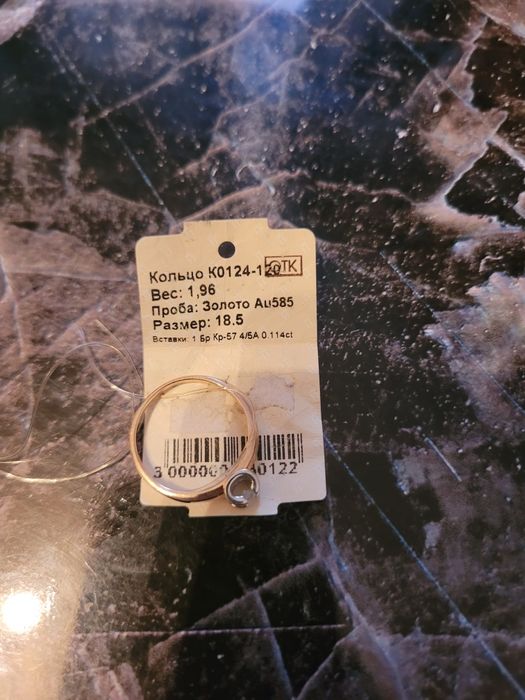 Кольцо К0124-120
ОТК
Вес: 1,96
Проба: Золото Au585
Размер: 18.5
Вставки: 1 Бр Кр-57 4/5А 0.114ct